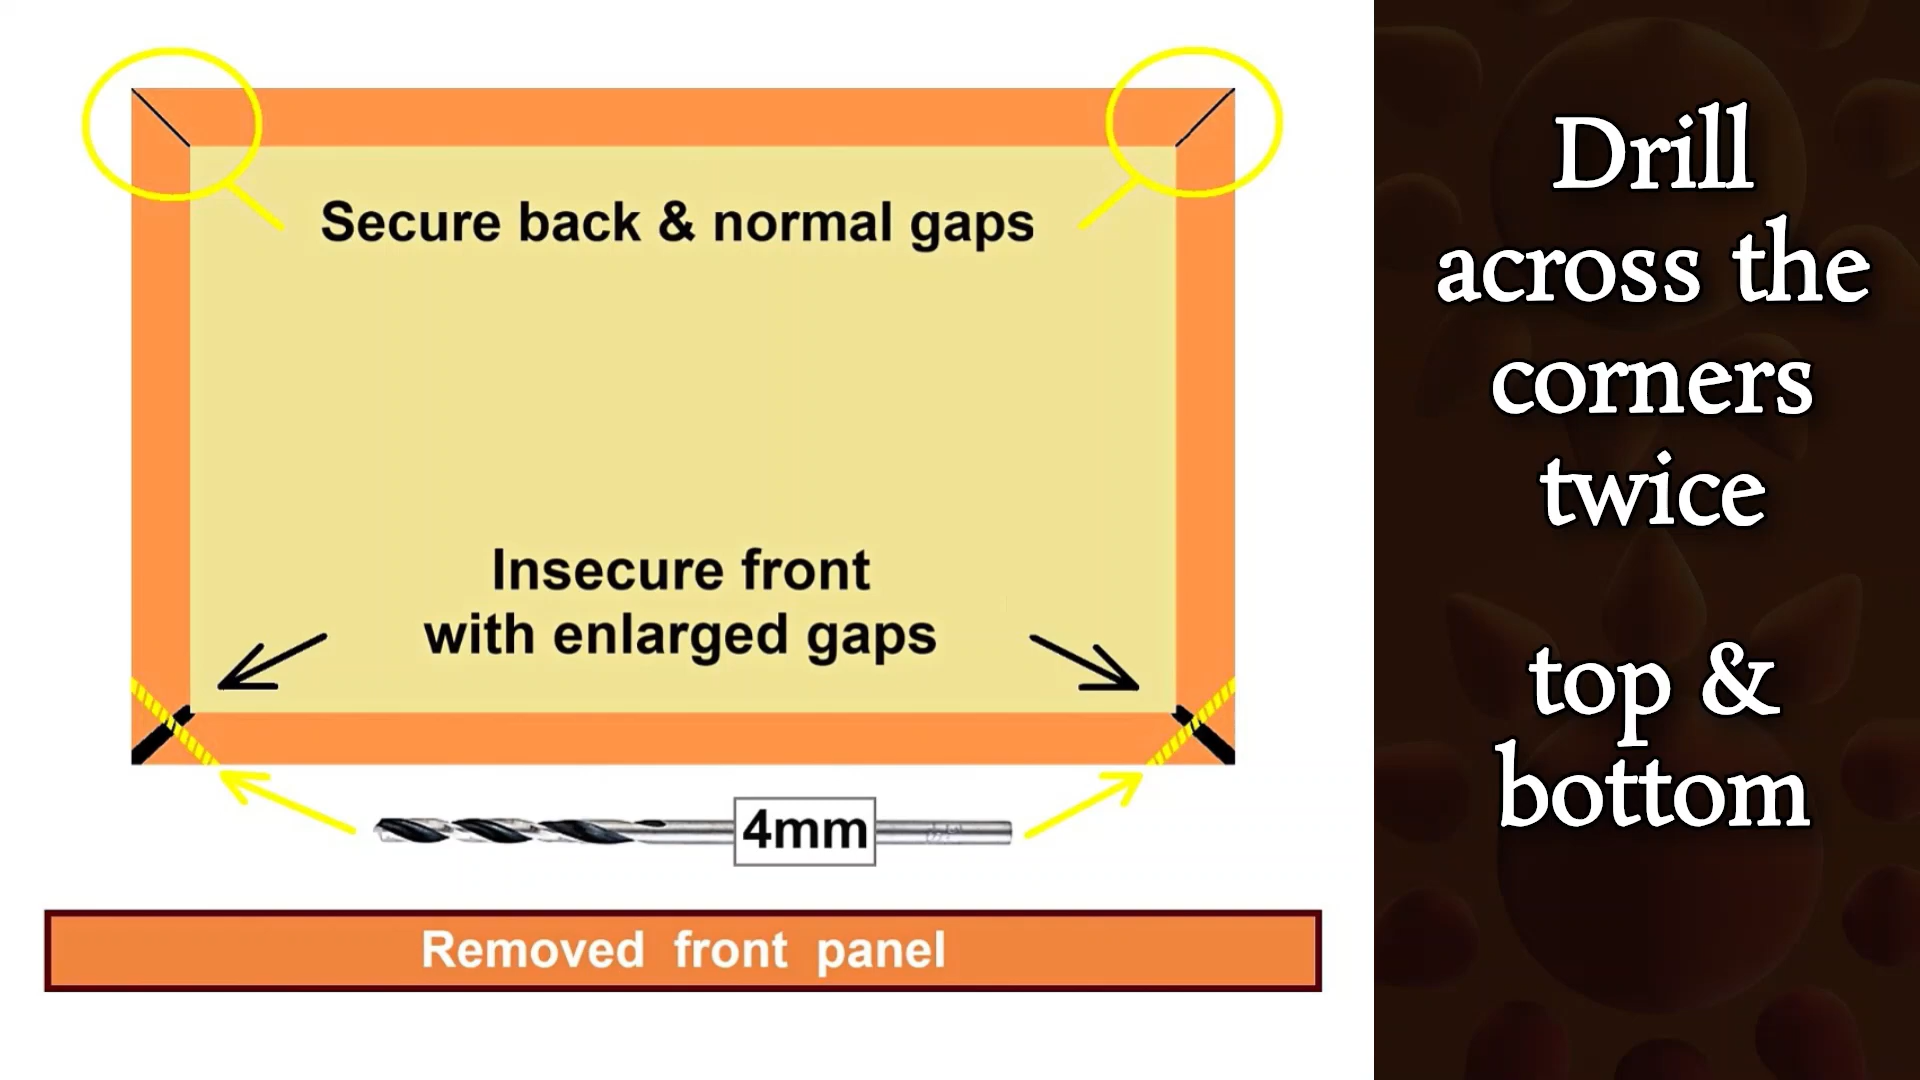 Secure back & normal gaps
Insecure front
with enlarged gaps
4mm
Removed front panel
Drill
across the
corners
twice
top &
bottom